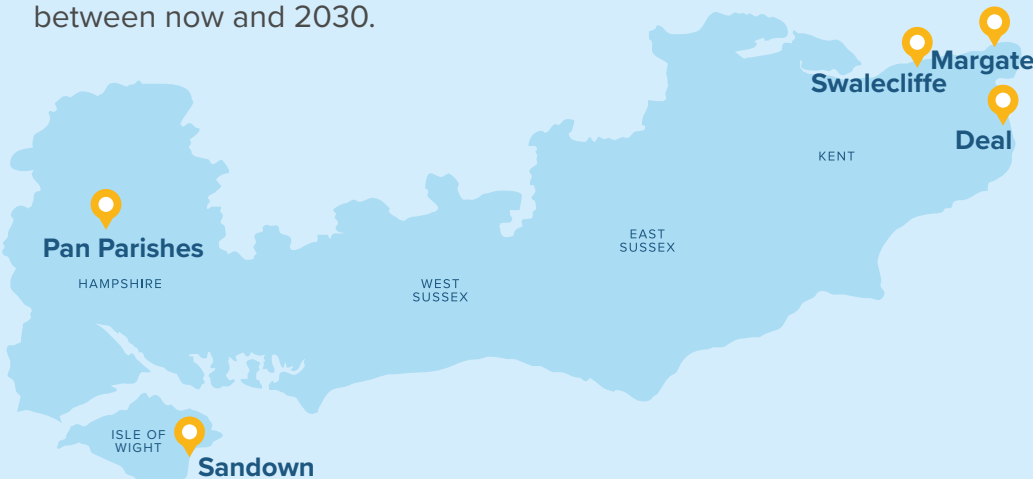 between now and 2030.
Margate
Swalecliffe
Deal
KENT
Pan Parishes
HAMPSHIRE
EAST
SUSSEX
WEST
SUSSEX
ISLE OF
WIGHT
Sandown